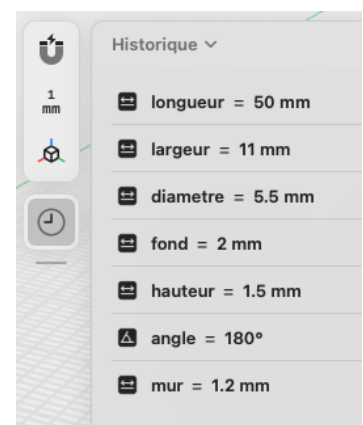 Historique
1
mm
longueur = 50 mm
largeur = 11 mm
diametre = 5.5 mm
fond = 2 mm
hauteur = 1.5 mm
angle = 180°
mur = 1.2 mm